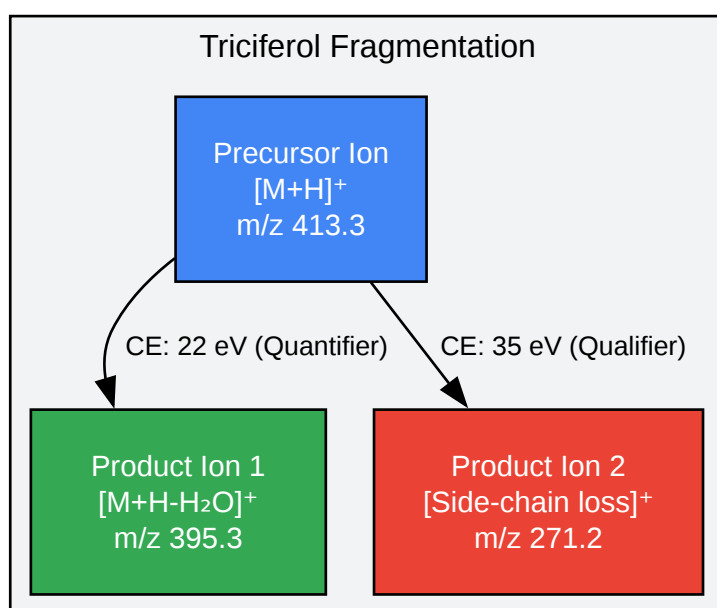 Triciferol Fragmentation
Precursor Ion
[M+H]⁺
m/z 413.3
CE: 22 eV (Quantifier)
CE: 35 eV (Qualifier)
Product Ion 1
[M+H-H₂O]⁺
m/z 395.3
Product Ion 2
[Side-chain loss]⁺
m/z 271.2